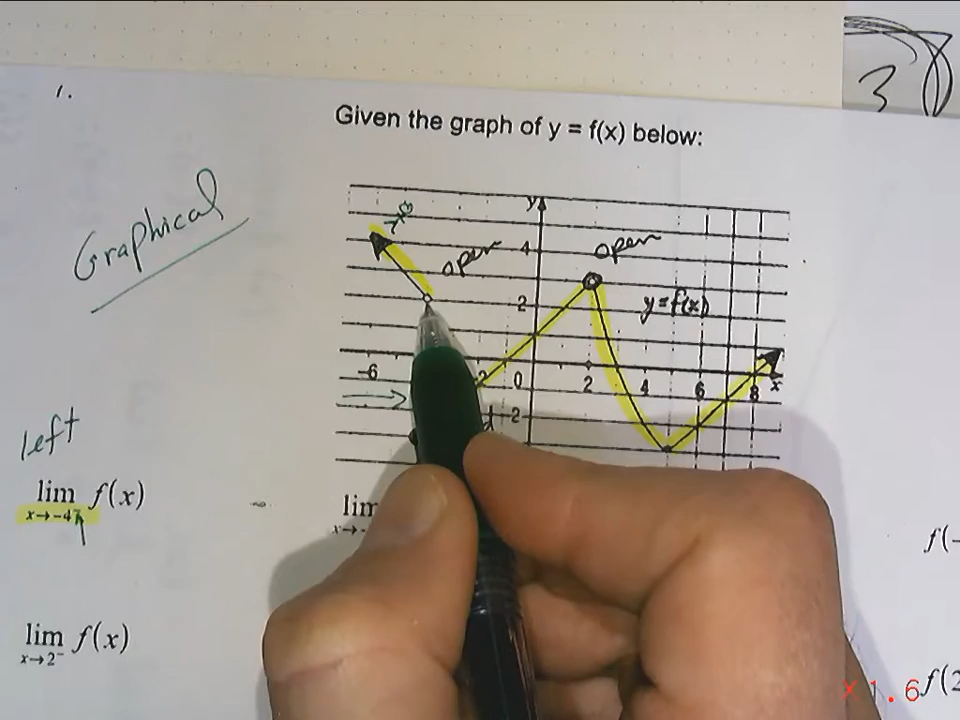 1.
3
Given the graph of y = f(x) below:
Graphical
y
open
open
4
2
y=f(x)
-6
0
2
4
6
8
x
-2
left
lim f(x)
x→-4⁻
lim
x→-
f(-
lim f(x)
x→2⁻
f(2
x 1.6